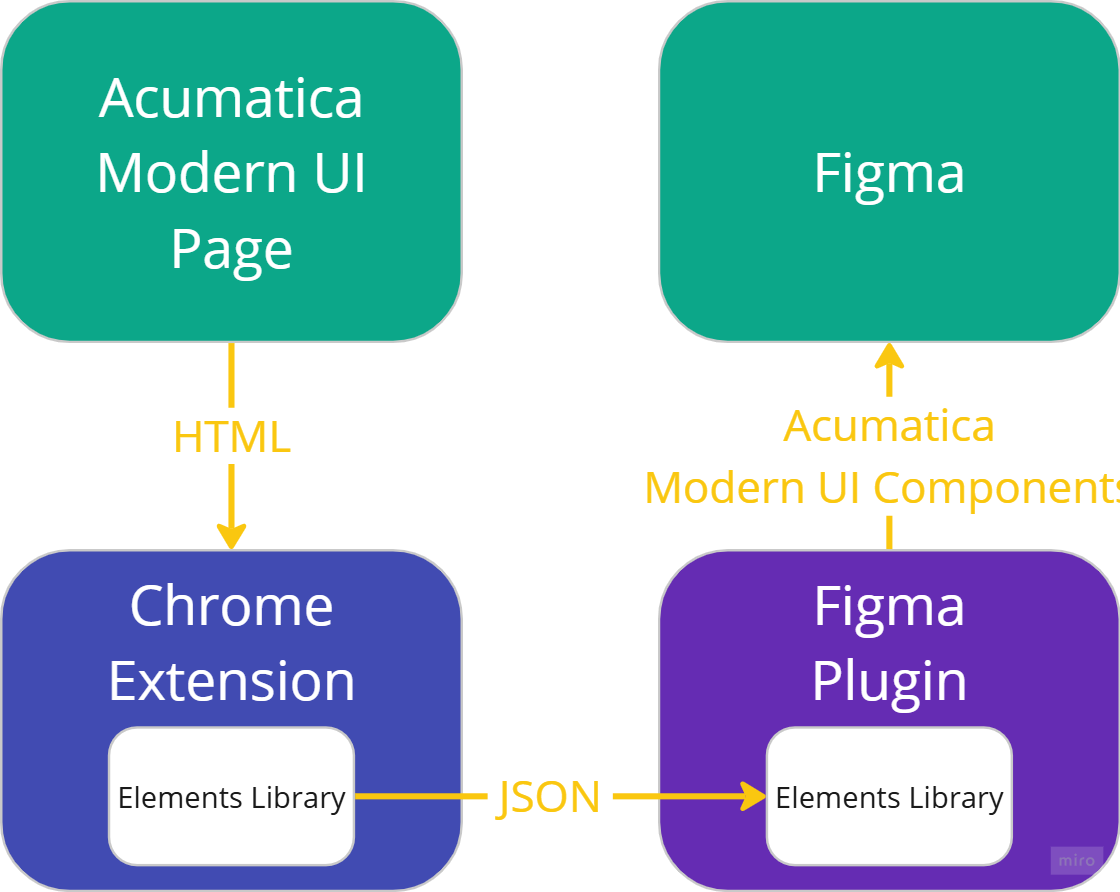 Acumatica
Modern UI
Page
Figma
HTML
Acumatica
Modern UI Components
Chrome
Extension
Elements Library
JSON
Figma
Plugin
Elements Library
miro